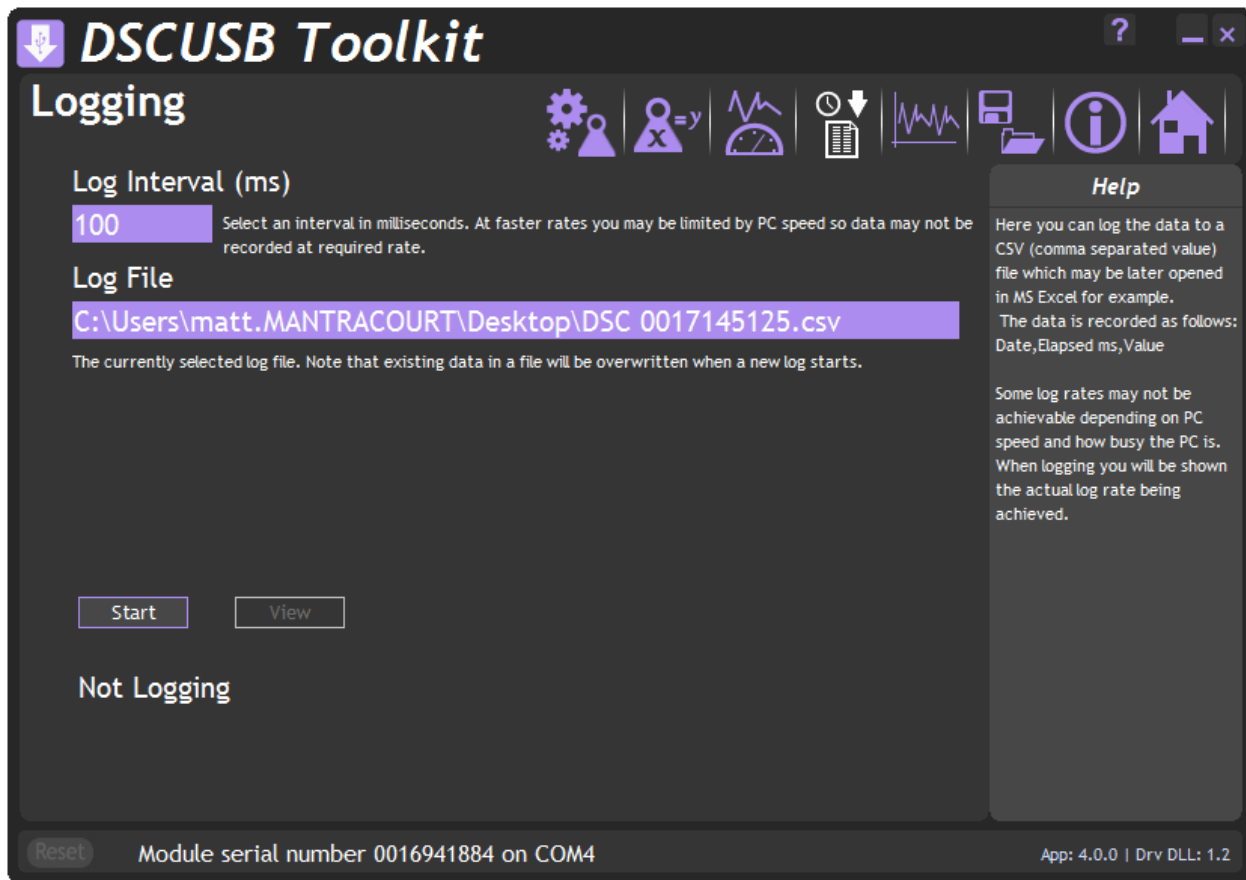 DSCUSB Toolkit
?
Logging
x
=y
Log Interval (ms)
100
Select an interval in milliseconds. At faster rates you may be limited by PC speed so data may not be
recorded at required rate.
Log File
C:\Users\matt.MANTRACOURT\Desktop\DSC 0017145125.csv
The currently selected log file. Note that existing data in a file will be overwritten when a new log starts.
Start
View
Not Logging
Help
Here you can log the data to a
CSV (comma separated value)
file which may be later opened
in MS Excel for example.
The data is recorded as follows:
Date,Elapsed ms,Value
Some log rates may not be
achievable depending on PC
speed and how busy the PC is.
When logging you will be shown
the actual log rate being
achieved.
Reset
Module serial number 0016941884 on COM4
App: 4.0.0 | Drv DLL: 1.2